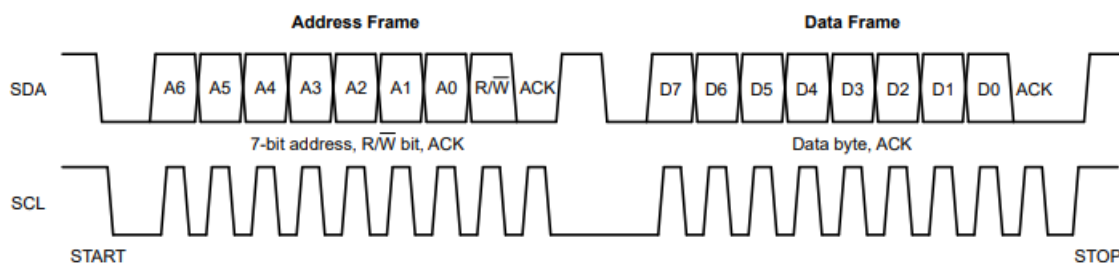 Address Frame Data Frame
SDA A6 A5 A4 A3 A2 A1 A0 R/W̅ ACK D7 D6 D5 D4 D3 D2 D1 D0 ACK
7-bit address, R/W̅ bit, ACK Data byte, ACK
SCL
START STOP